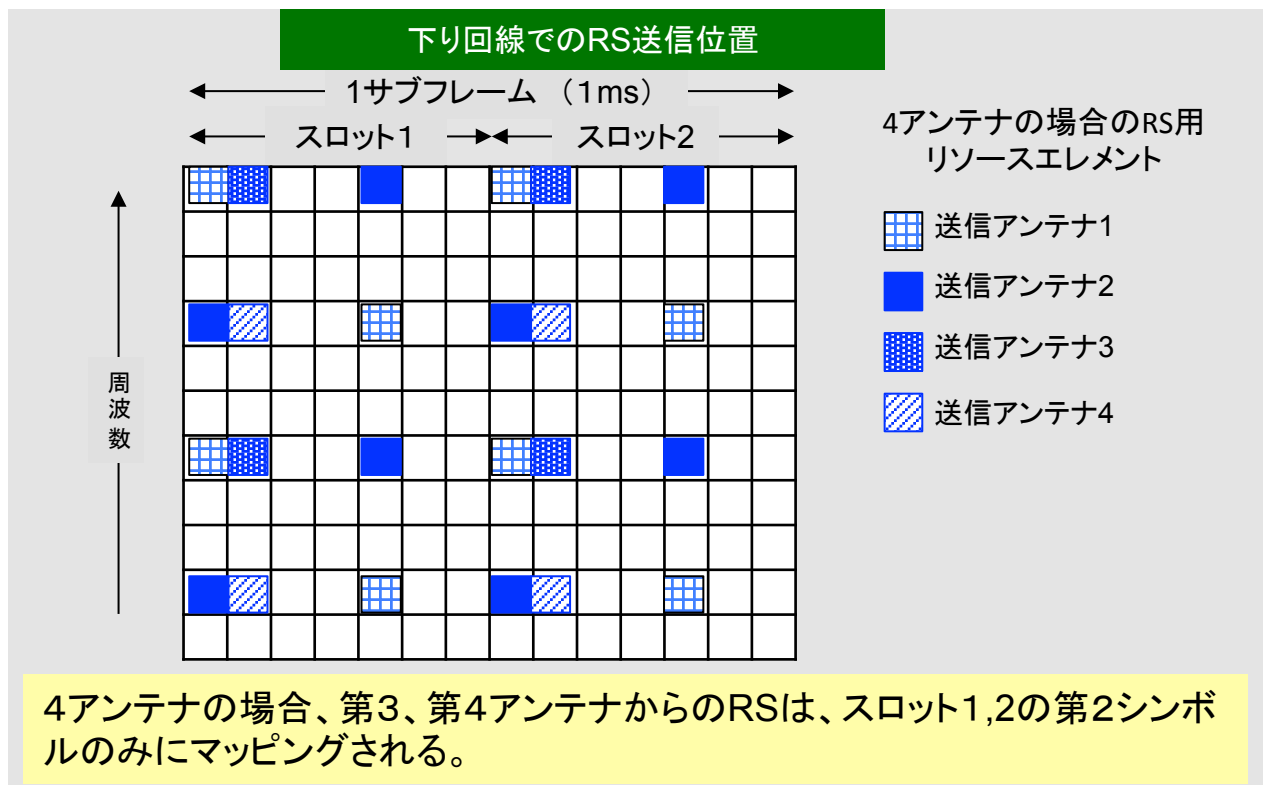 下り回線でのRS送信位置
1サブフレーム （１ms）
スロット１
スロット2
4アンテナの場合のRS用
リソースエレメント
送信アンテナ1
送信アンテナ2
送信アンテナ3
送信アンテナ4
周波数
４アンテナの場合、第３、第４アンテナからのRSは、スロット１,２の第２シンボ
ルのみにマッピングされる。